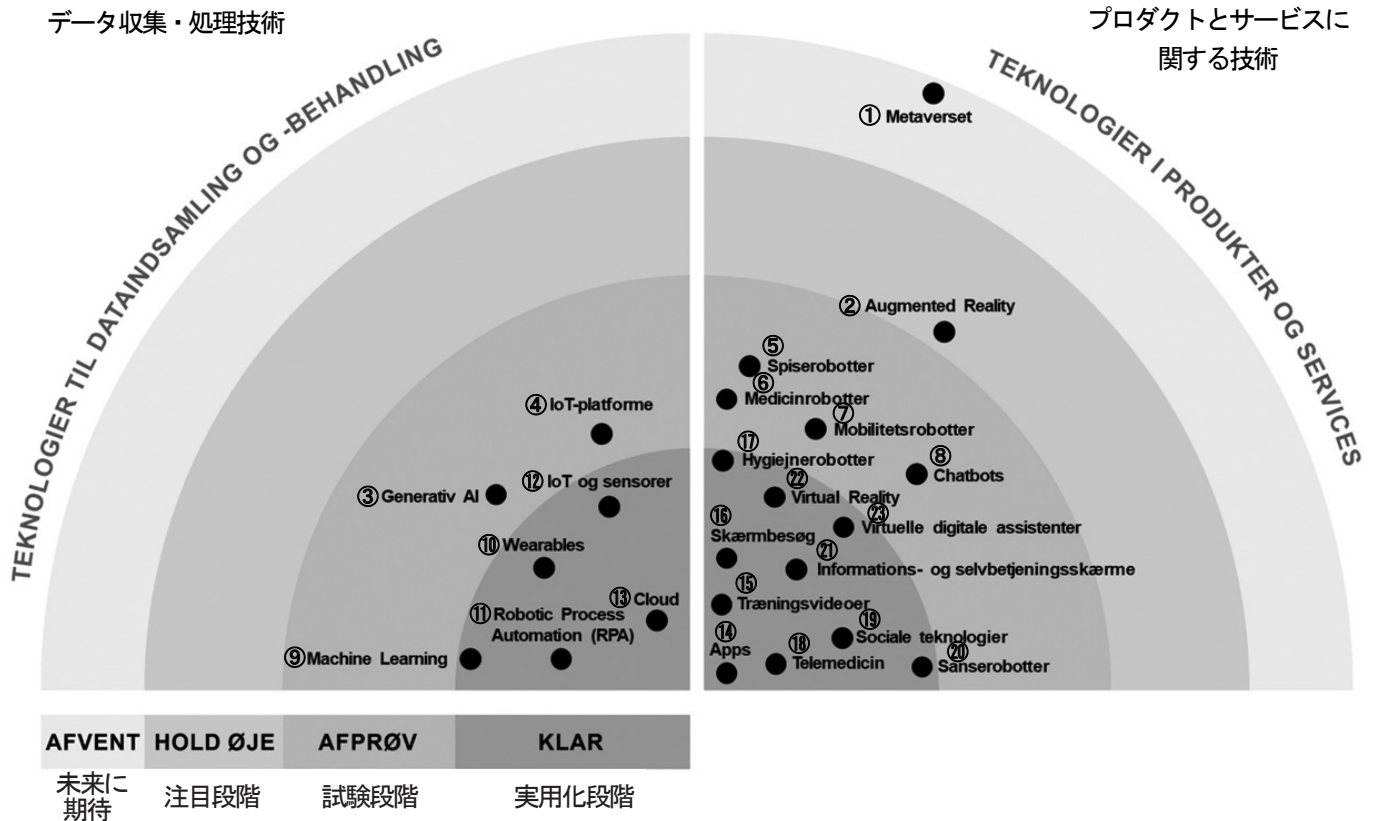 データ収集・処理技術
プロダクトとサービスに
関する技術
TEKNOLOGIER TIL DATAINDSAMLING OG -BEHANDLING
TEKNOLOGIER I PRODUKTER OG SERVICES
① Metaverset
② Augmented Reality
⑤
Spiserobotter
⑥
Medicinrobotter
⑦
Mobilitetsrobotter
④ IoT-platforme
⑰
Hygiejnerobotter
⑧
Chatbots
⑫ IoT og sensorer
③ Generativ AI
㉒
Virtual Reality
㉓
Virtuelle digitale assistenter
⑯
Skærmbesøg
⑩ Wearables
㉑
Informations- og selvbetjeningsskærme
⑬ Cloud
⑮
Træningsvideoer
⑪ Robotic Process
Automation (RPA)
⑲
Sociale teknologier
⑭
Apps
⑱
Telemedicin
⑳
Sanserobotter
⑨ Machine Learning
AFVENT HOLD ØJE AFPRØV KLAR
未来に
期待
注目段階 試験段階 実用化段階